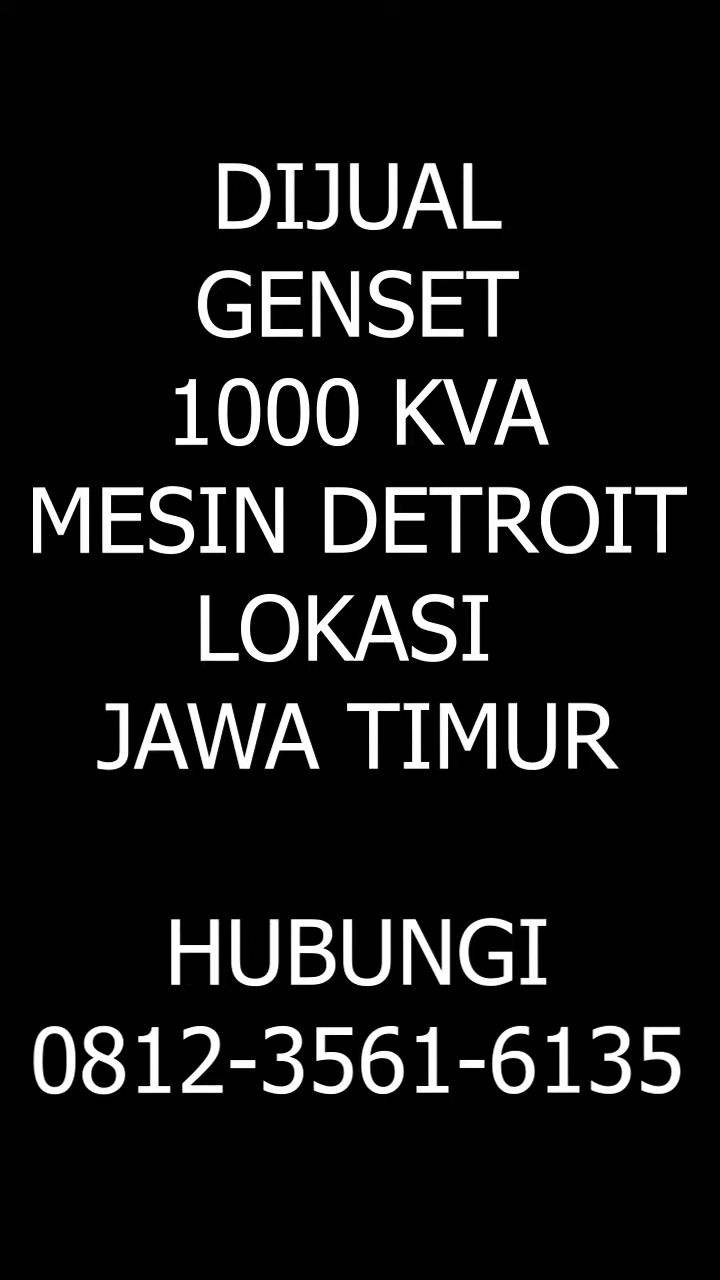 DIJUAL
GENSET
1000 KVA
MESIN DETROIT
LOKASI
JAWA TIMUR
HUBUNGI
0812-3561-6135